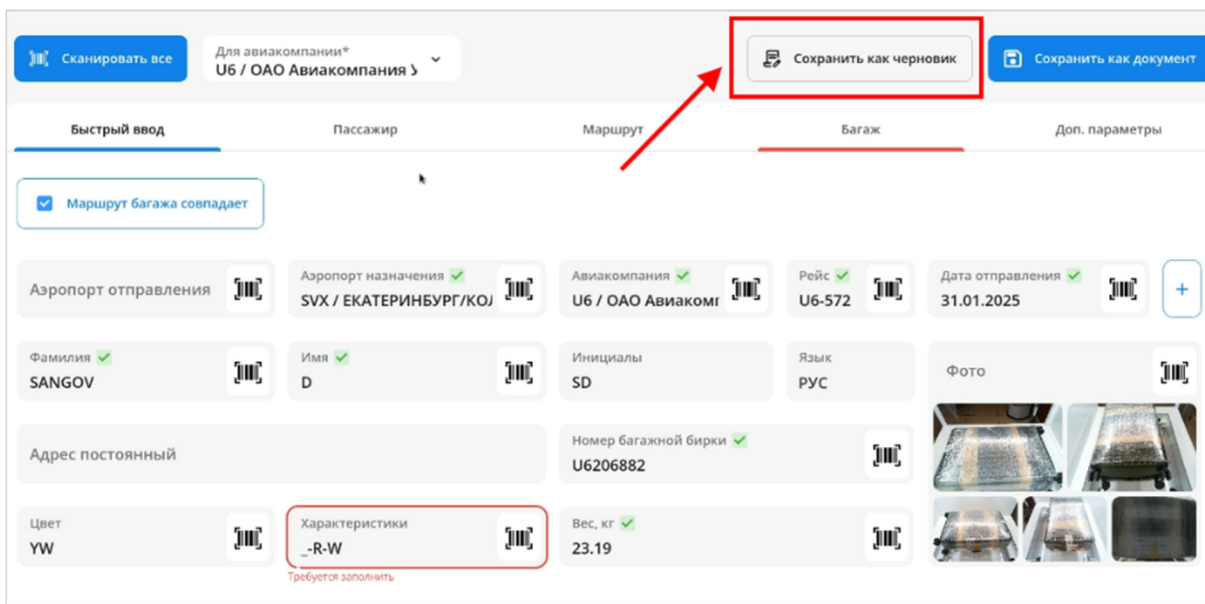 Сканировать все
Для авиакомпании*
U6 / ОАО Авиакомпания
Сохранить как черновик
Сохранить как документ
Быстрый ввод
Пассажир
Маршрут
Багаж
Доп. параметры
Маршрут багажа совпадает
Аэропорт отправления
Аэропорт назначения
SVX / ЕКАТЕРИНБУРГ/КОЛ
Авиакомпания
U6 / ОАО Авиаком
Рейс
U6-572
Дата отправления
31.01.2025
+
Фамилия
SANGOV
Имя
D
Инициалы
SD
Язык
РУС
Фото
Адрес постоянный
Номер багажной бирки
U6206882
Цвет
YW
Характеристики
_-R-W
Требуется заполнить
Вес, кг
23.19